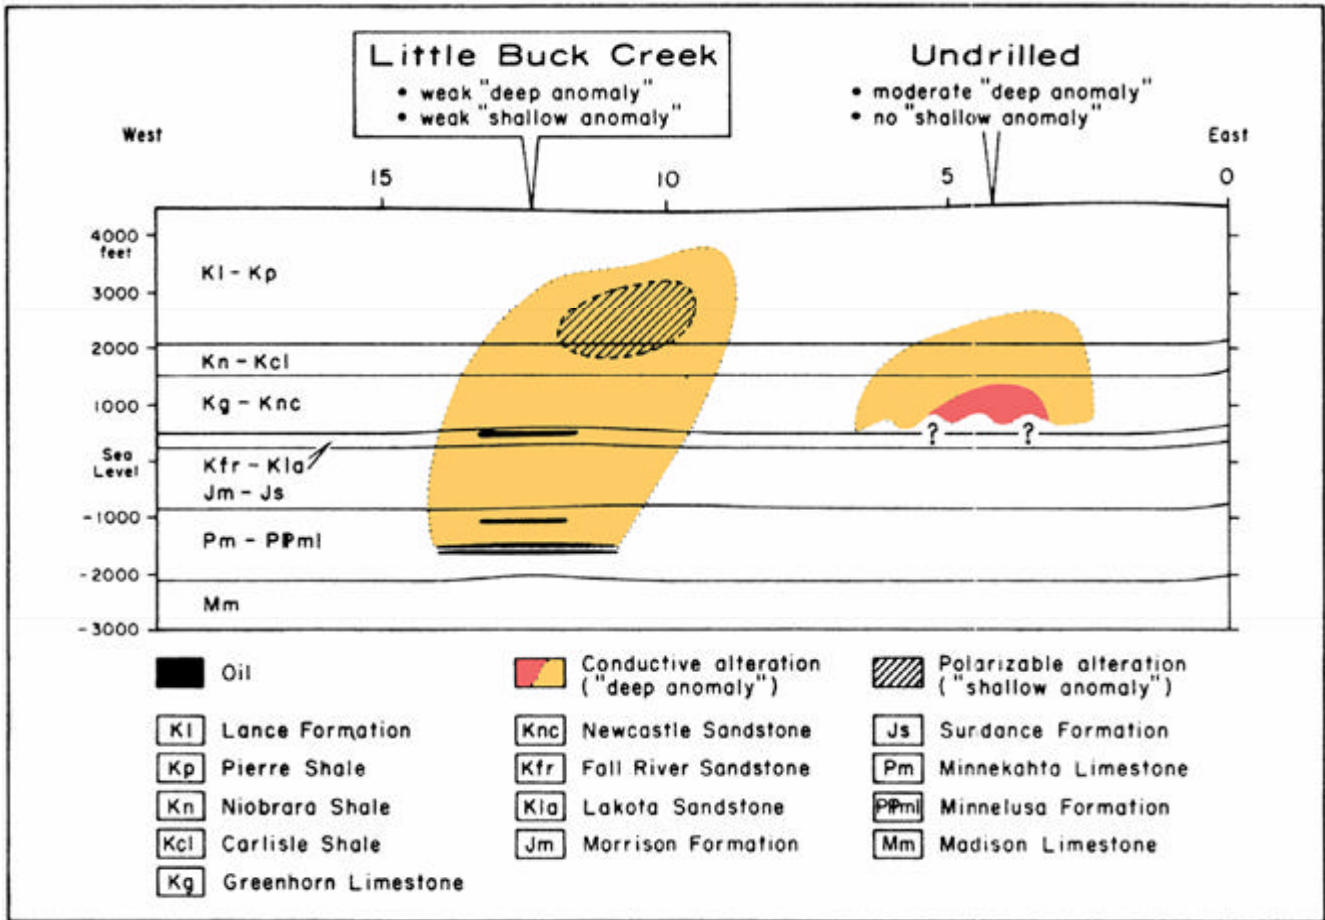 Little Buck Creek
• weak "deep anomaly"
• weak "shallow anomaly"
Undrilled
• moderate "deep anomaly"
• no "shallow anomaly"
West
East
15
10
5
0
4000
feet
3000
2000
1000
Sea
Level
-1000
-2000
-3000
Kl - Kp
Kn - Kcl
Kg - Knc
Kfr - Kla
Jm - Js
Pm - PPml
Mm
?
?
Oil
Conductive alteration
("deep anomaly")
Polarizable alteration
("shallow anomaly")
Kl Lance Formation
Kp Pierre Shale
Kn Niobrara Shale
Kcl Carlisle Shale
Kg Greenhorn Limestone
Knc Newcastle Sandstone
Kfr Fall River Sandstone
Kla Lakota Sandstone
Jm Morrison Formation
Js Sundance Formation
Pm Minnekahta Limestone
PPml Minnelusa Formation
Mm Madison Limestone